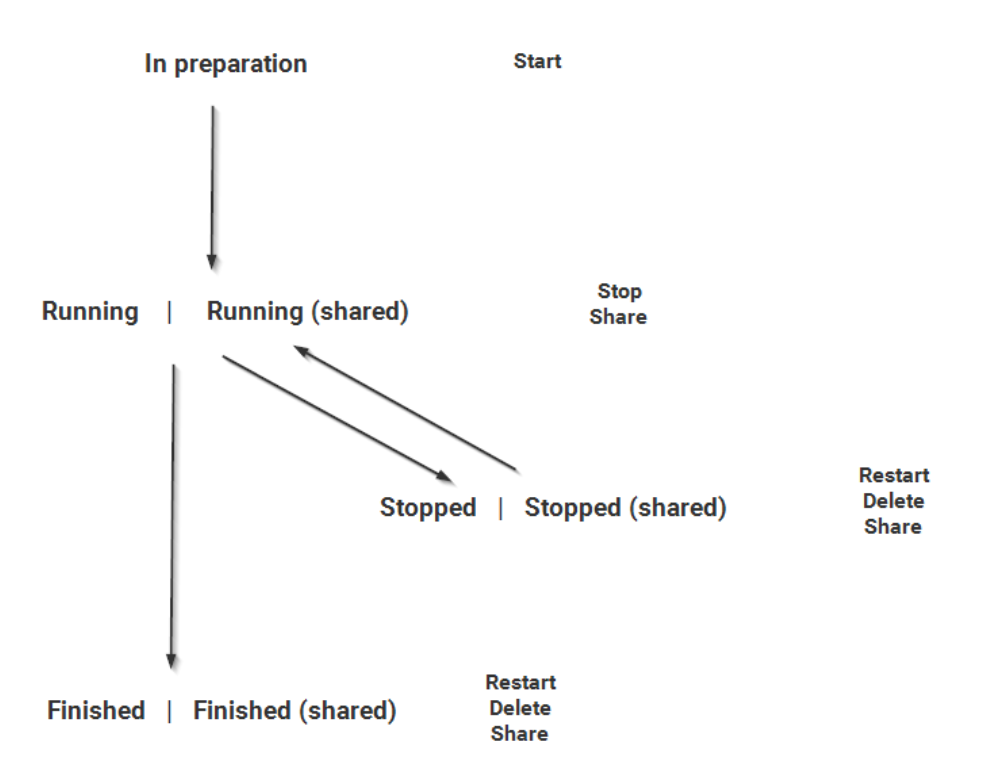 In preparation
Start
Running | Running (shared)
Stop
Share
Stopped | Stopped (shared)
Restart
Delete
Share
Finished | Finished (shared)
Restart
Delete
Share